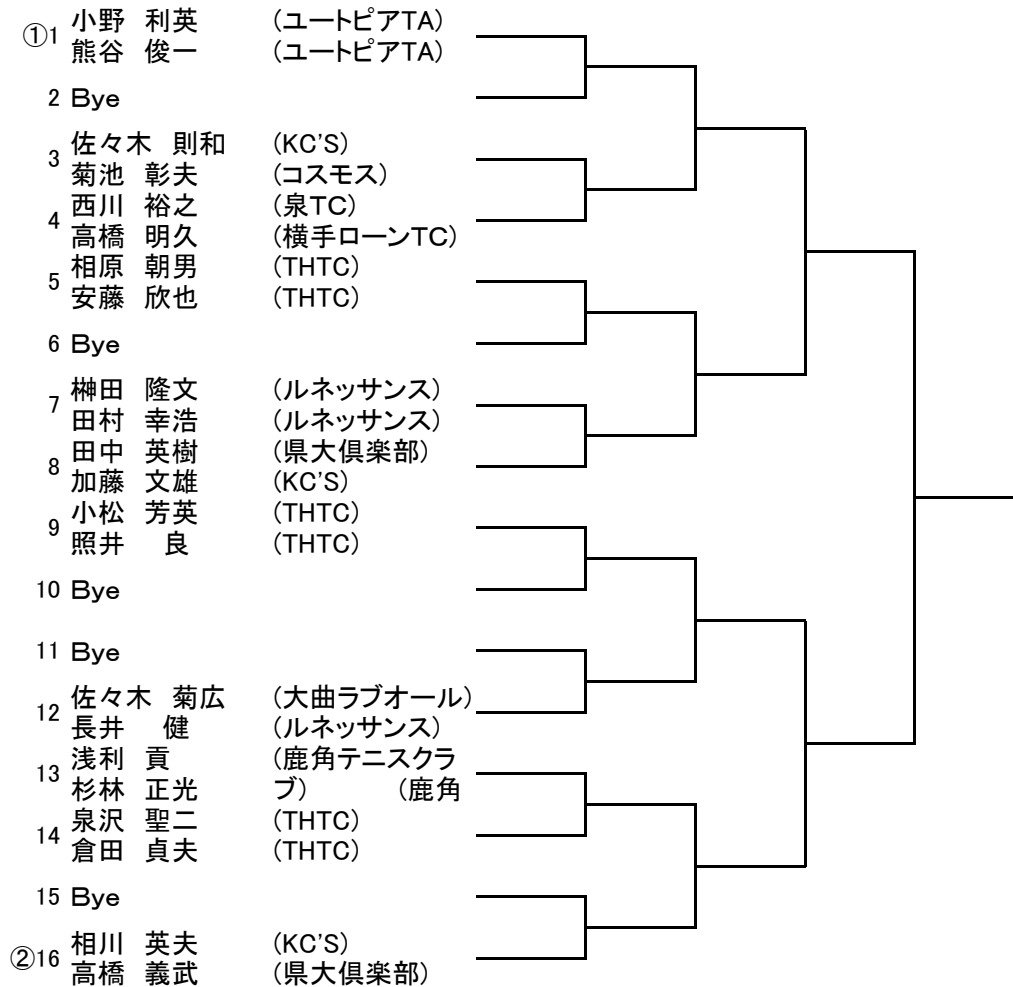 ①1 小野 利英 (ユートピアTA)
熊谷 俊一 (ユートピアTA)
2 Bye
3 佐々木 則和 (KC'S)
菊池 彰夫 (コスモス)
4 西川 裕之 (泉TC)
高橋 明久 (横手ローンTC)
5 相原 朝男 (THTC)
安藤 欣也 (THTC)
6 Bye
7 榊田 隆文 (ルネッサンス)
田村 幸浩 (ルネッサンス)
8 田中 英樹 (県大倶楽部)
加藤 文雄 (KC'S)
9 小松 芳英 (THTC)
照井 良 (THTC)
10 Bye
11 Bye
12 佐々木 菊広 (大曲ラブオール)
長井 健 (ルネッサンス)
13 浅利 貢 (鹿角テニスクラ
杉林 正光 ブ) (鹿角
14 泉沢 聖二 (THTC)
倉田 貞夫 (THTC)
15 Bye
②16 相川 英夫 (KC'S)
高橋 義武 (県大倶楽部)